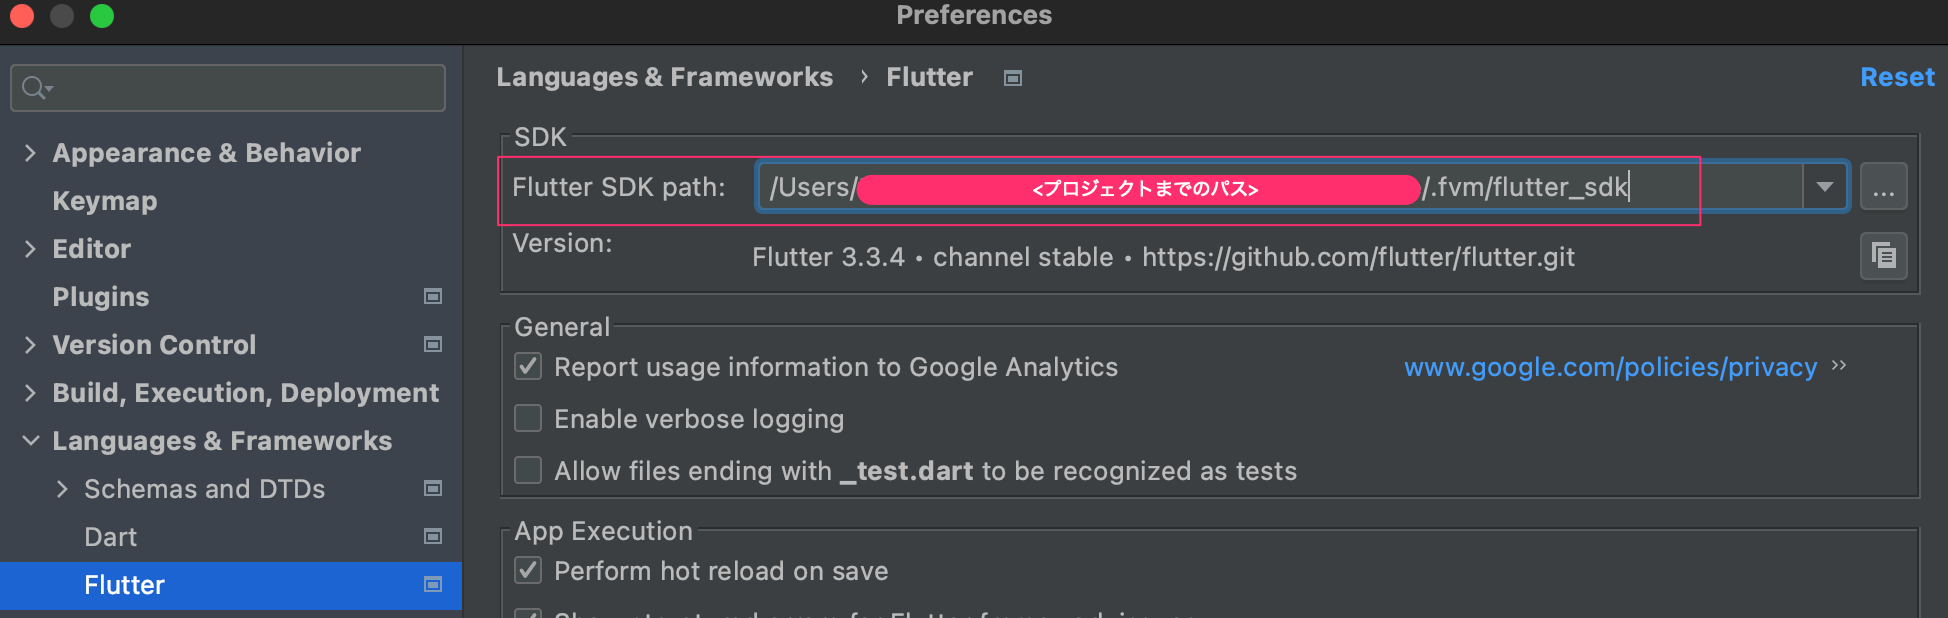 Preferences
Languages & Frameworks › Flutter
Reset
Appearance & Behavior
Keymap
Editor
Plugins
Version Control
Build, Execution, Deployment
Languages & Frameworks
Schemas and DTDs
Dart
Flutter
SDK
Flutter SDK path: /Users/<プロジェクトまでのパス>/.fvm/flutter_sdk
...
Version:
Flutter 3.3.4 • channel stable • https://github.com/flutter/flutter.git
General
Report usage information to Google Analytics www.google.com/policies/privacy
Enable verbose logging
Allow files ending with _test.dart to be recognized as tests
App Execution
Perform hot reload on save